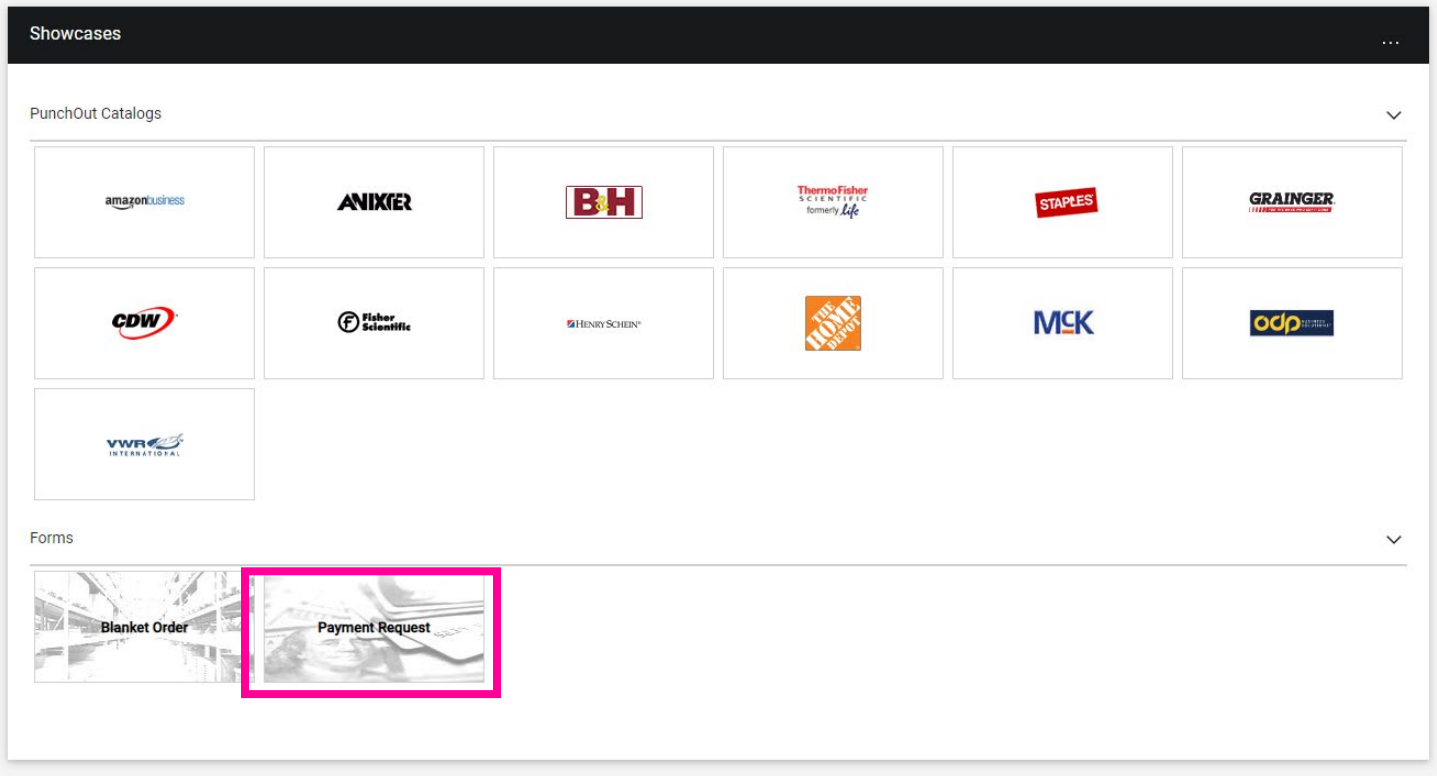 Showcases
...
PunchOut Catalogs
amazonbusiness
ANIXTER
B&H
ThermoFisher
SCIENTIFIC
formerly life
STAPLES
GRAINGER
CDW
Fisher
Scientific
HENRY SCHEIN®
THE
HOME
DEPOT
McK
odp
VWR
INTERNATIONAL
Forms
Blanket Order
Payment Request